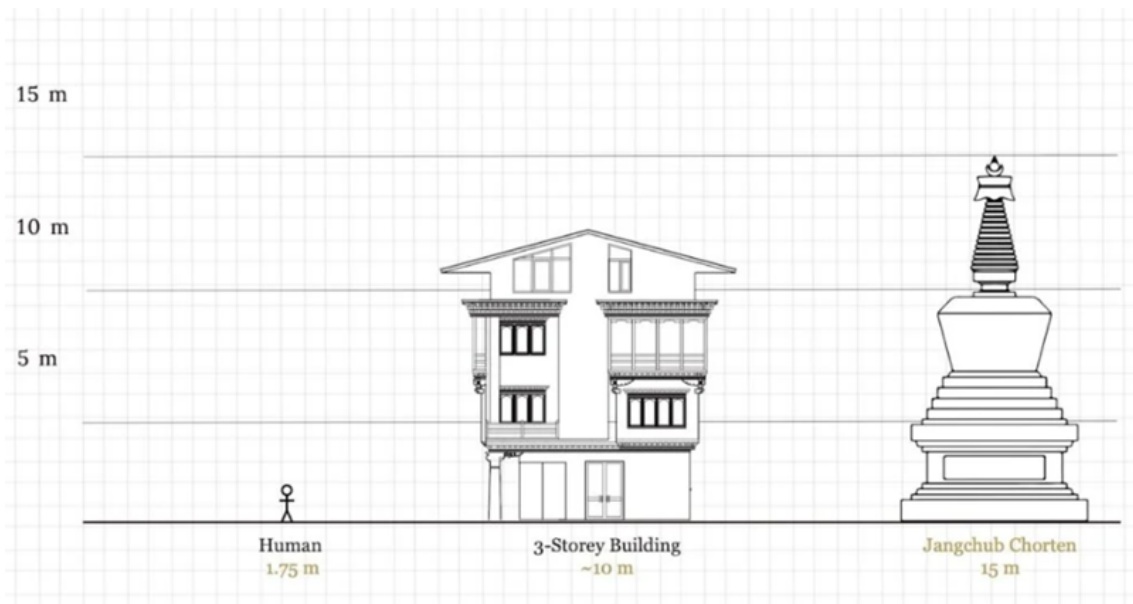 15 m
10 m
5 m
Human
1.75 m
3-Storey Building
~10 m
Jangchub Chorten
15 m